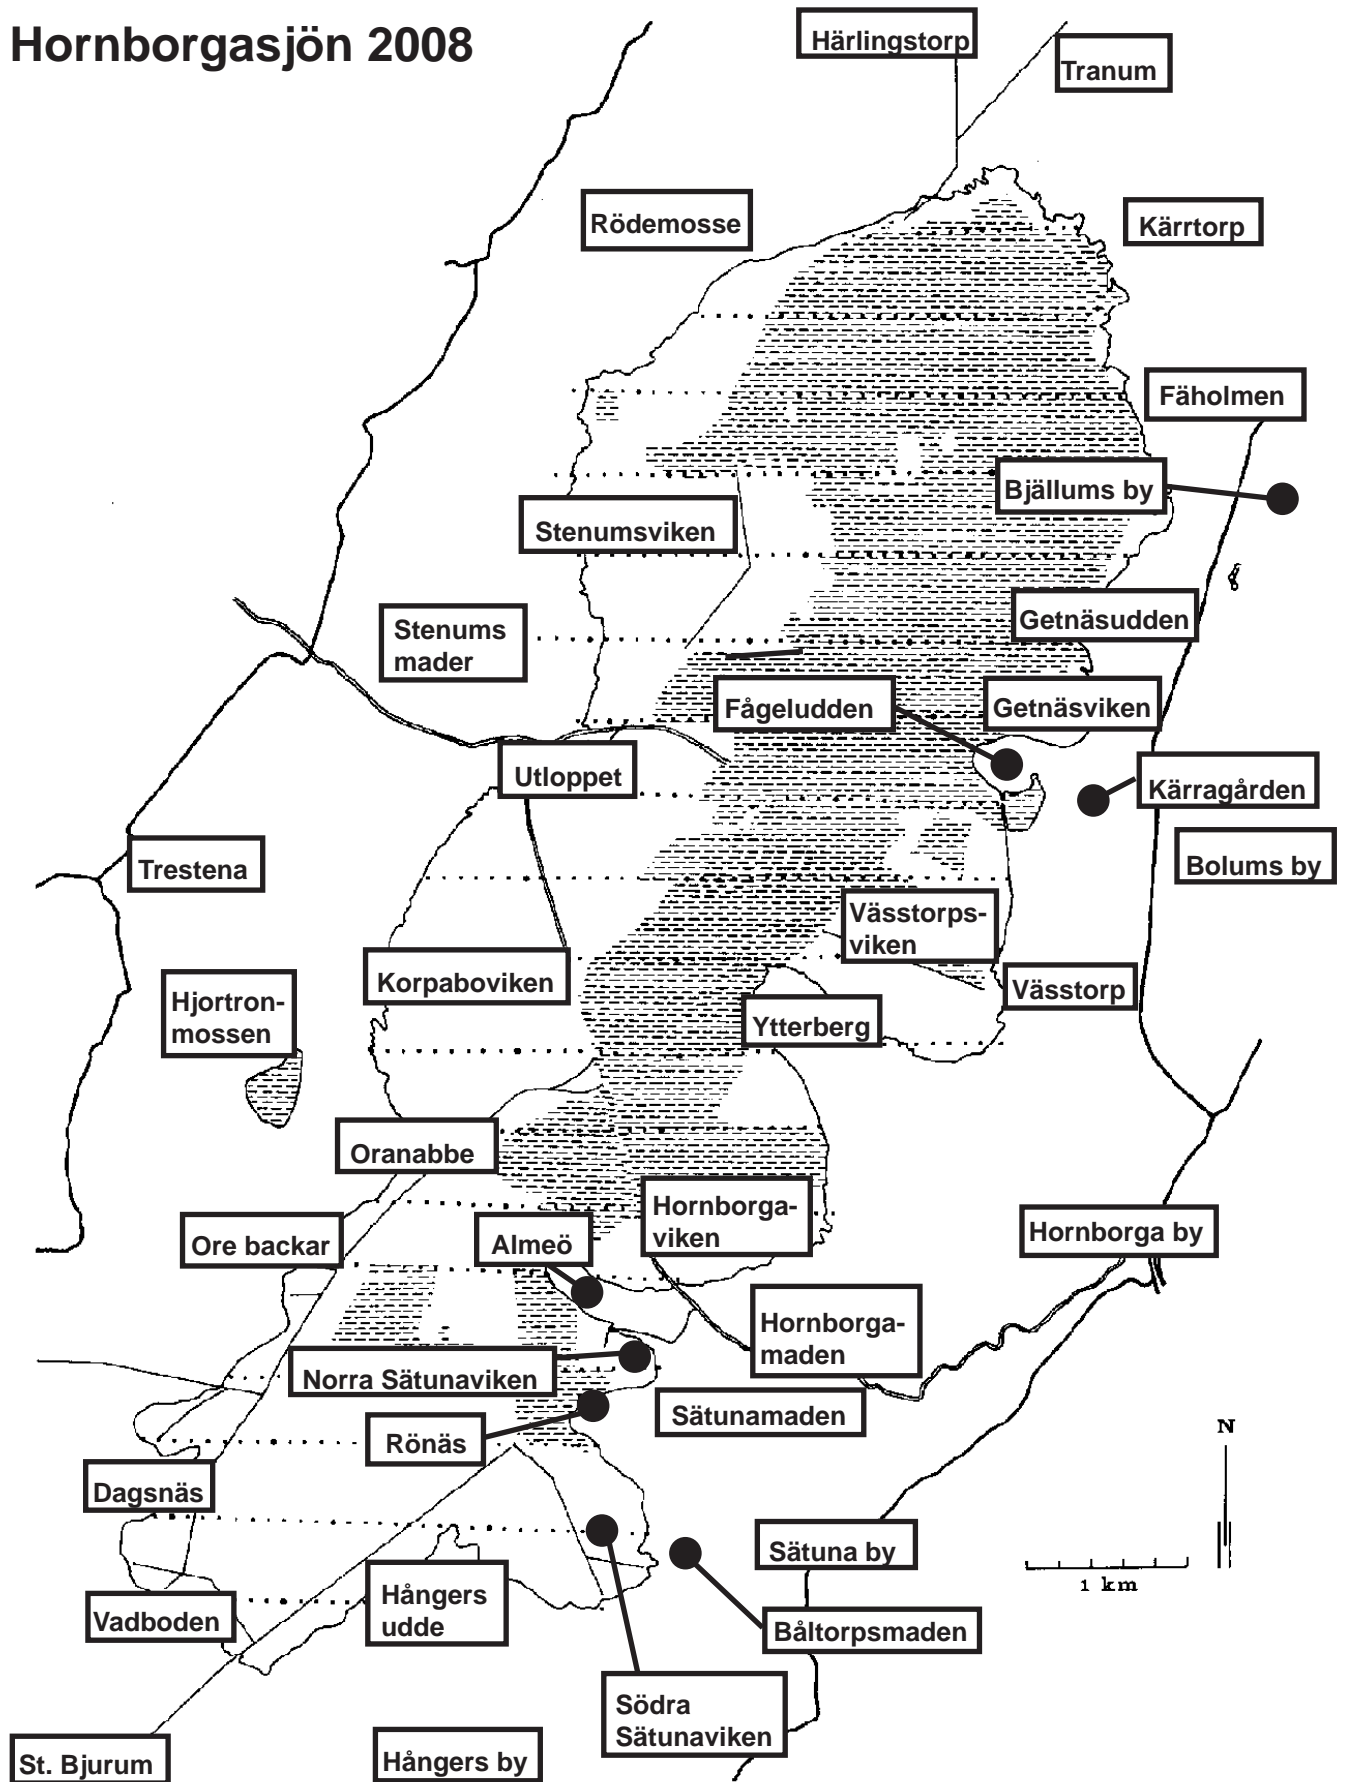 Hornborgasjön 2008
Härlingstorp
Tranum
Rödemosse
Kärrtorp
Fäholmen
Bjällums by
Stenumsviken
Getnäsudden
Stenums
mader
Fågeludden
Getnäsviken
Utloppet
Kärragården
Trestena
Bolums by
Vässtorps-
viken
Korpaboviken
Hjortron-
mossen
Vässtorp
Ytterberg
Oranabbe
Hornborga-
viken
Ore backar
Almeö
Hornborga by
Hornborga-
maden
Norra Sätunaviken
Sätunamaden
Rönäs
N
Dagsnäs
Sätuna by
1 km
Hångers
udde
Vadboden
Båltorpsmaden
Södra
Sätunaviken
St. Bjurum
Hångers by